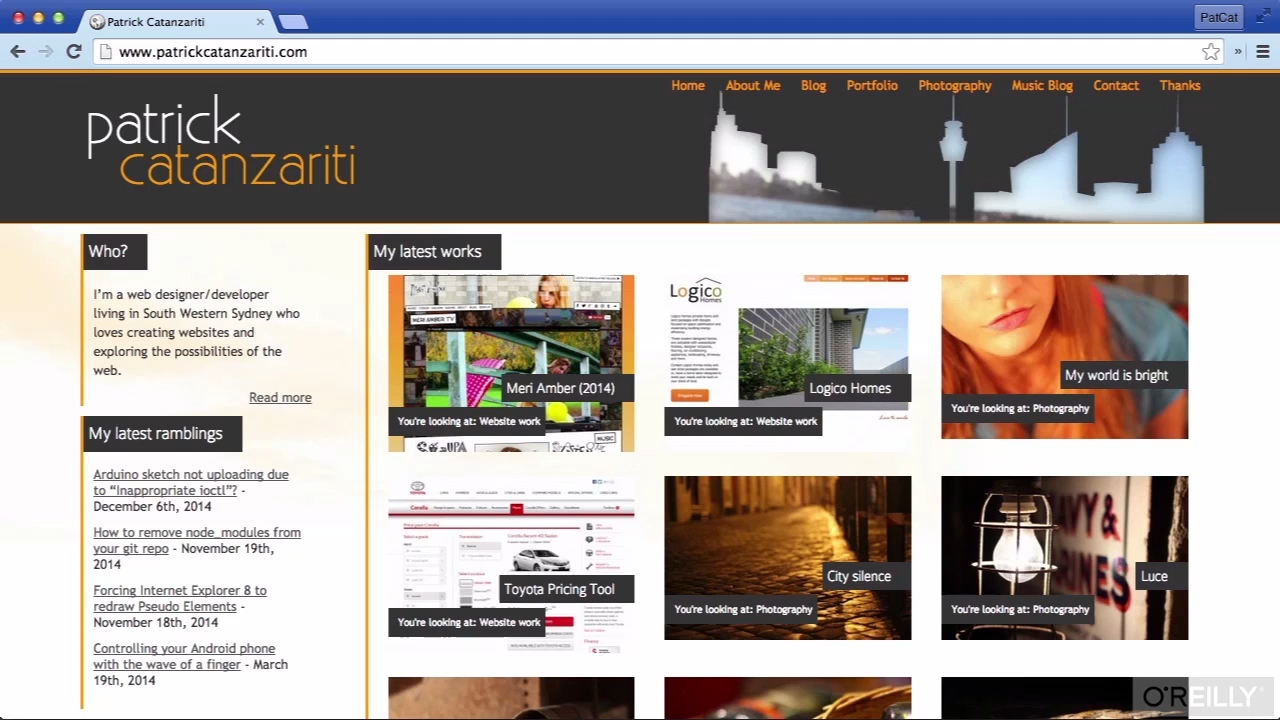 Patrick Catanzariti
PatCat
www.patrickcatanzariti.com
Home About Me Blog Portfolio Photography Music Blog Contact Thanks
patrick
catanzariti
Who?
I'm a web designer/developer
living in South Western Sydney who
loves creating websites and
exploring the possibilities of the
web.
Read more
My latest ramblings
Arduino sketch not uploading due
to “Inappropriate ioctl”? -
December 6th, 2014
How to remove node_modules from
your git repo - November 19th,
2014
Forcing Internet Explorer 8 to
redraw Pseudo Elements -
November 18th, 2014
Controlling your Android phone
with the wave of a finger - March
19th, 2014
My latest works
MERI AMBER TV
Meri Amber (2014)
You're looking at: Website work
MUSIC
Logico
Homes
Logico Homes
You're looking at: Website work
My world is bright
You're looking at: Photography
TOYOTA
Corolla
Toyota Pricing Tool
You're looking at: Website work
City silence
You're looking at: Photography
Luce
You're looking at: Photography
O'REILLY